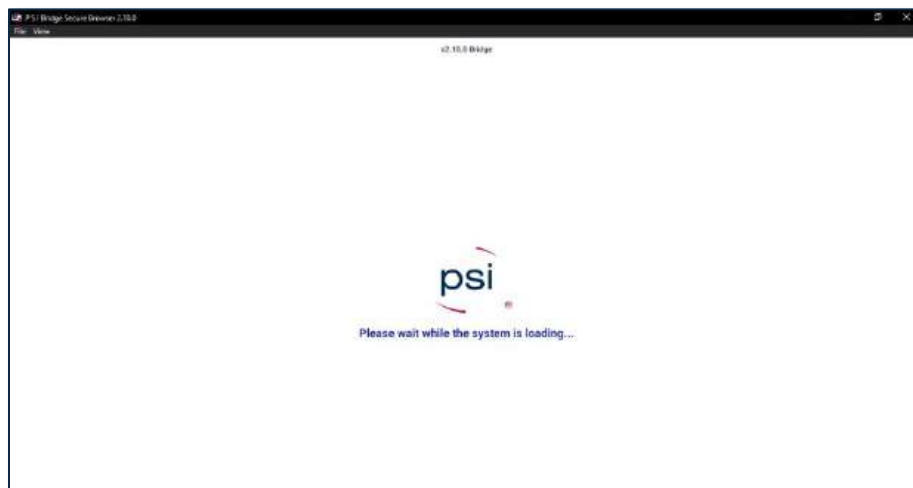 PSI Bridge Secure Browser 2.10.0
File View
v2.10.0 Bridge
psi
®
Please wait while the system is loading...